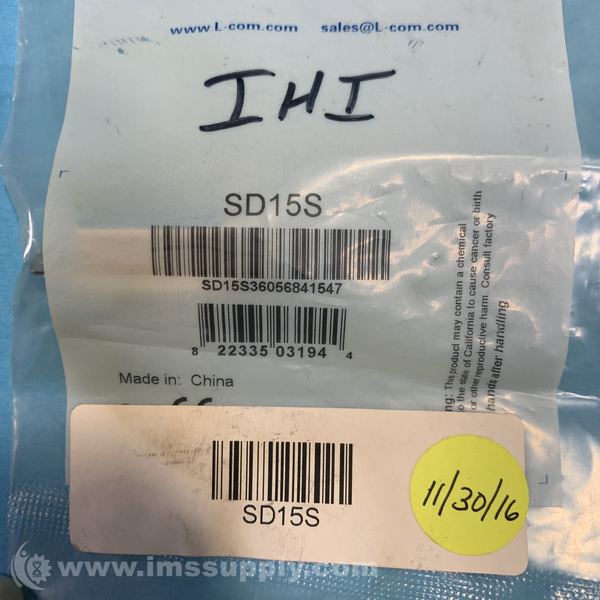 www.L-com.com sales@L-com.com
IHI
SD15S
SD15S36056841547
8 22335 03194 4
Made in: China
CE
ng: This product may contain a chemical
to the state of California to cause cancer or birth
or other reproductive harm. Consult factory
hands after handling
SD15S
11/30/16
www.imssupply.com